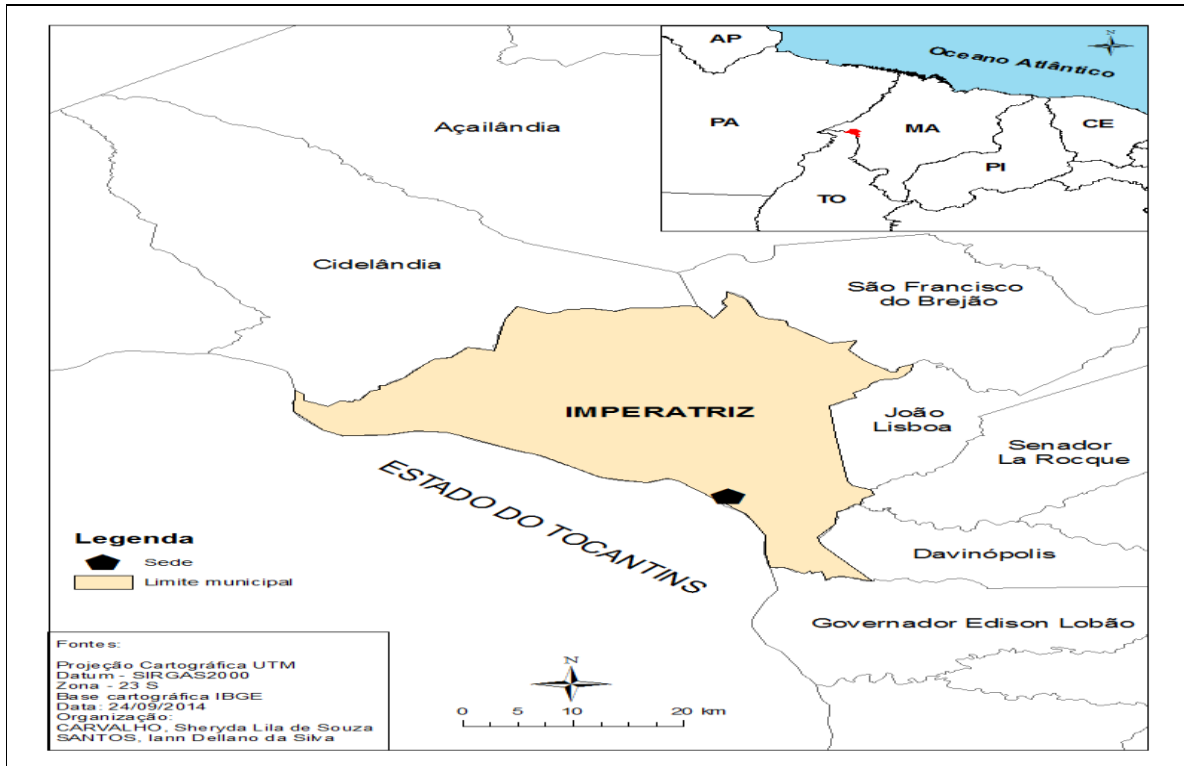 AP
Oceano Atlântico
PA
MA
CE
PI
TO
Açailândia
Cidelândia
São Francisco
do Brejão
IMPERATRIZ
João
Lisboa
Senador
La Rocque
ESTADO DO TOCANTINS
Davinópolis
Governador Edison Lobão
Legenda
Sede
Limite municipal
Fontes:
Projeção Cartográfica UTM
Datum - SIRGAS2000
Zona - 23 S
Base cartográfica IBGE
Data: 24/09/2014
Organização:
CARVALHO, Sheryda Lila de Souza
SANTOS, Iann Dellano da Silva
N
0 5 10 20 km
N